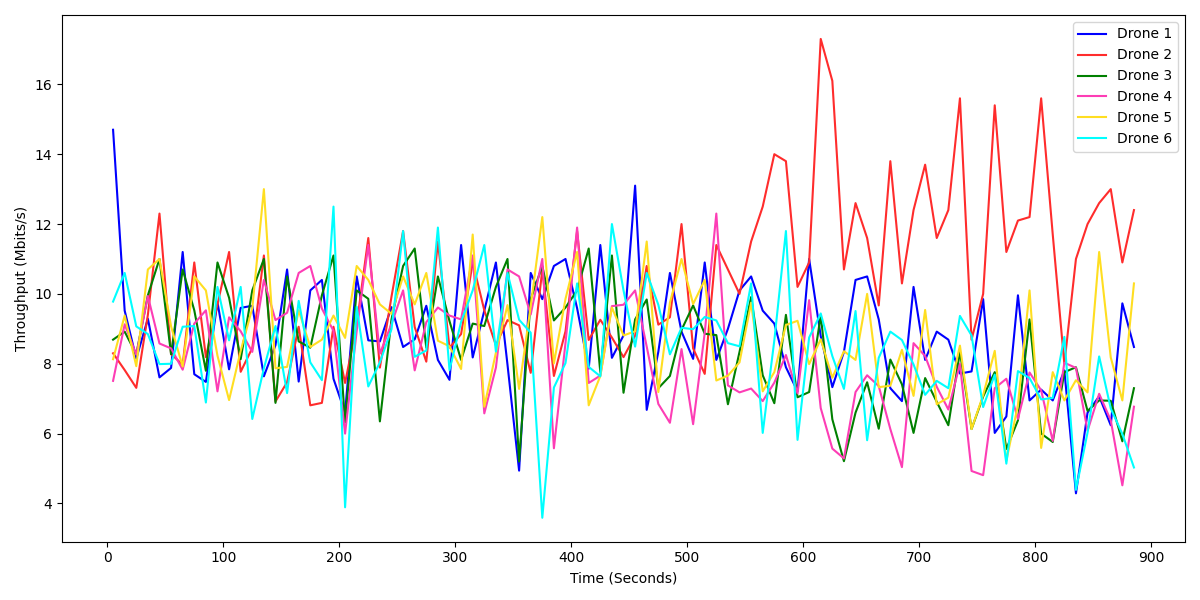 Throughput (Mbits/s)
16
14
12
10
8
6
4
0 100 200 300 400 500 600 700 800 900
Time (Seconds)
Drone 1
Drone 2
Drone 3
Drone 4
Drone 5
Drone 6